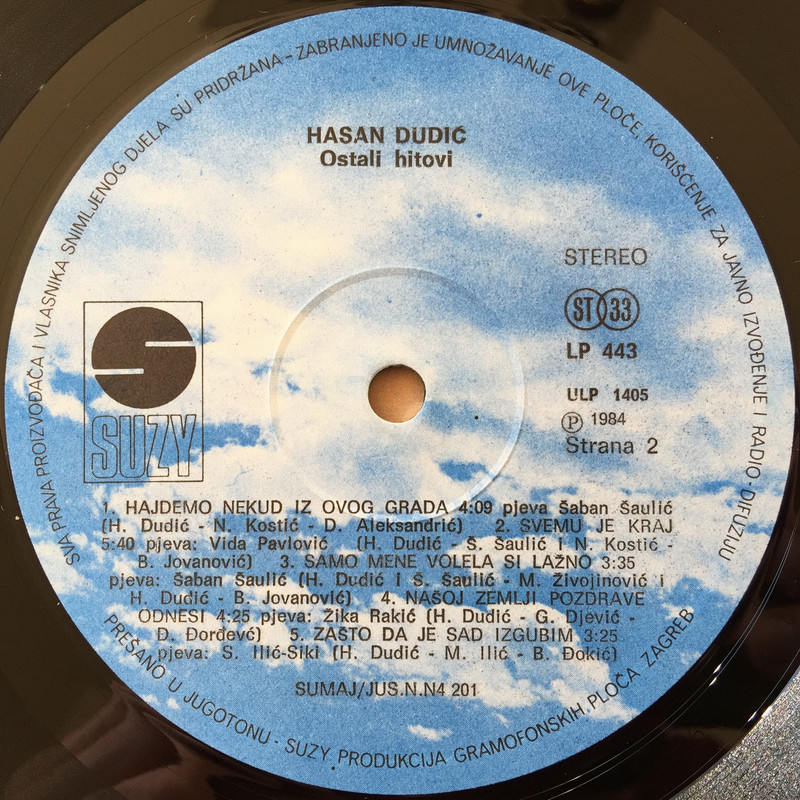 SVA PRAVA PROIZVOĐAČA I VLASNIKA SNIMLJENOG DJELA SU PRIDRŽANA - ZABRANJENO JE UMNOŽAVANJE OVE PLOČE, KORIŠĆENJE ZA JAVNO IZVOĐENJE I RADIO - DIFUZIJU
HASAN DUDIĆ
Ostali hitovi
STEREO
ST 33
LP 443
ULP 1405
Ⓟ 1984
Strana 2
SUZY
1. HAJDEMO NEKUD IZ OVOG GRADA 4:09 pjeva Šaban Šaulić
(H. Dudić - N. Kostić - D. Aleksandrić) 2. SVEMU JE KRAJ
5:40 pjeva: Vida Pavlović (H. Dudić - Š. Šaulić i N. Kostić -
B. Jovanović) 3. SAMO MENE VOLELA SI LAŽNO 3:35
pjeva: Šaban Šaulić (H. Dudić i Š. Šaulić - M. Živojinović i
H. Dudić - B. Jovanović) 4. NAŠOJ ZEMLJI POZDRAVE
ODNESI 4:25 pjeva: Žika Rakić (H. Dudić - G. Djević -
D. Đorđevć) 5. ZAŠTO DA JE SAD IZGUBIM 3:25
pjeva: S. Ilić-Siki (H. Dudić - M. Ilić - B. Đokić)
SUMAJ/JUS.N.N4 201
PREŠANO U JUGOTONU - SUZY PRODUKCIJA GRAMOFONSKIH PLOČA ZAGREB